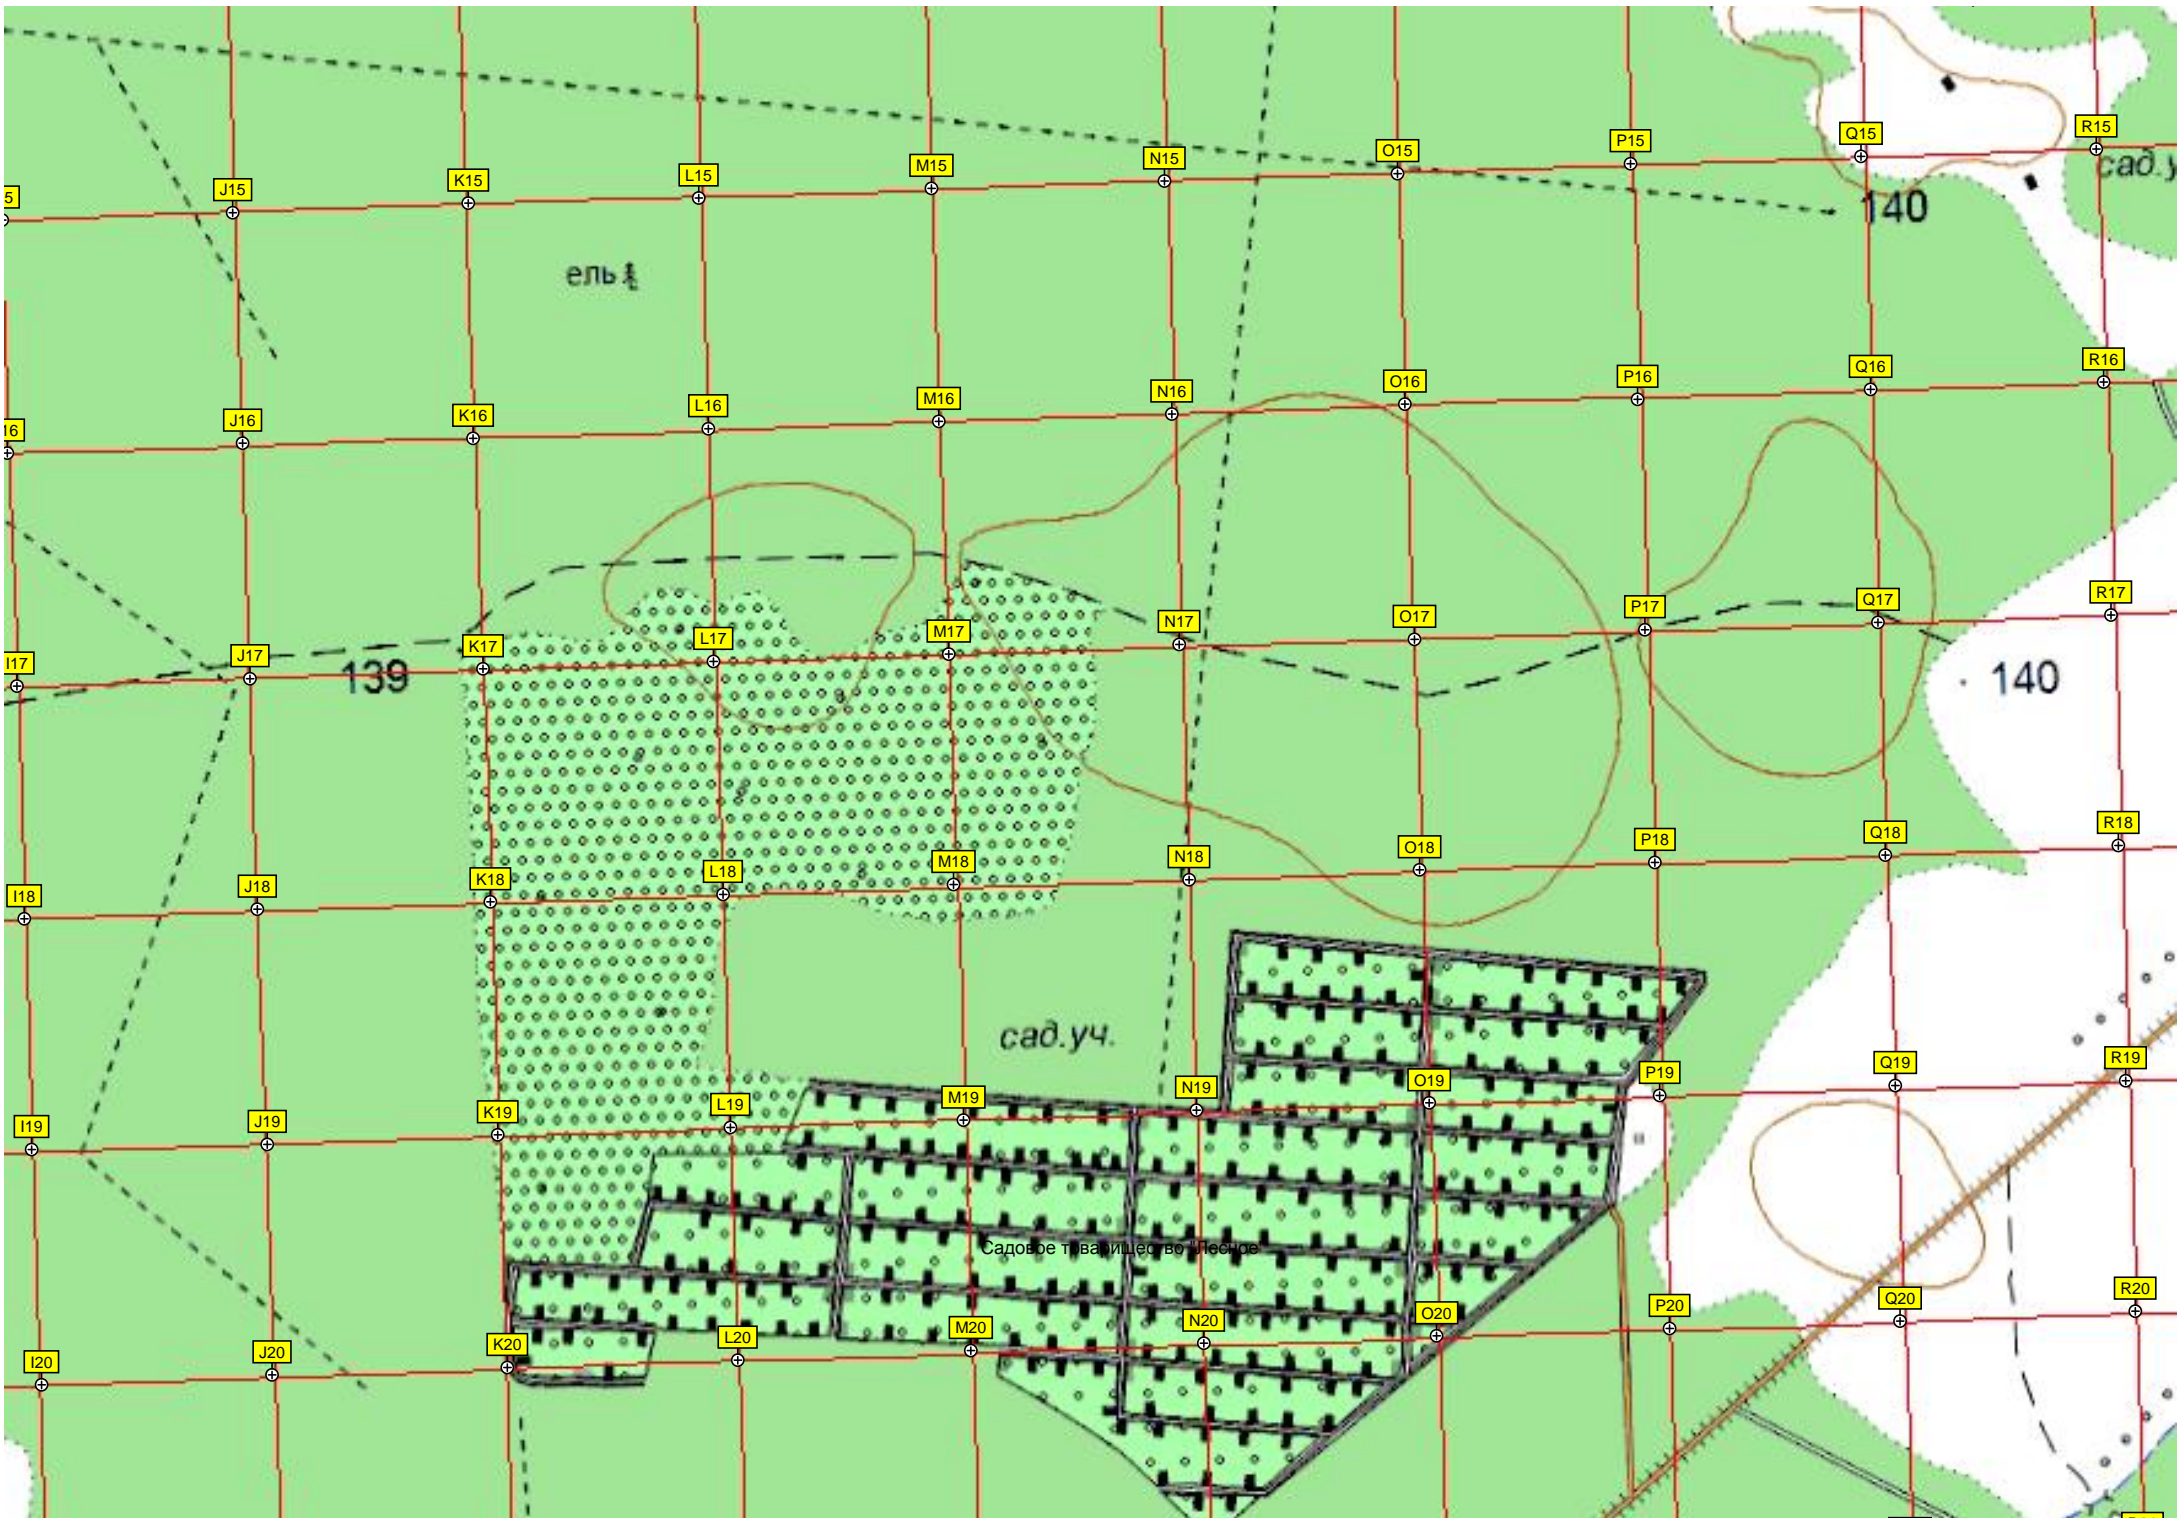 J15 K15 L15 M15 N15 O15 P15 Q15 R15
5
сад.у
140
ель
16 J16 K16 L16 M16 N16 O16 P16 Q16 R16
I17 J17 K17 L17 M17 N17 O17 P17 Q17 R17
139
140
I18 J18 K18 L18 M18 N18 O18 P18 Q18 R18
сад.уч.
I19 J19 K19 L19 M19 N19 O19 P19 Q19 R19
Садовое товарищество "Лесное"
I20 J20 K20 L20 M20 N20 O20 P20 Q20 R20